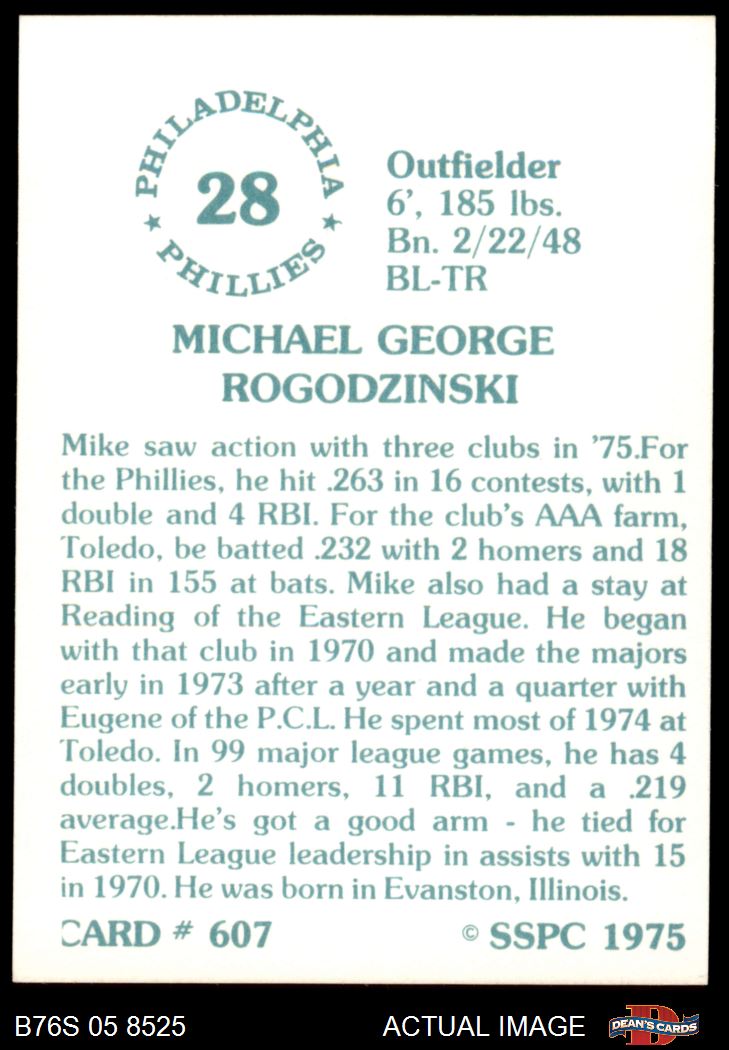 PHILADELPHIA
28
★ PHILLIES ★
Outfielder
6', 185 lbs.
Bn. 2/22/48
BL-TR
MICHAEL GEORGE
ROGODZINSKI
Mike saw action with three clubs in '75.For
the Phillies, he hit .263 in 16 contests, with 1
double and 4 RBI. For the club's AAA farm,
Toledo, be batted .232 with 2 homers and 18
RBI in 155 at bats. Mike also had a stay at
Reading of the Eastern League. He began
with that club in 1970 and made the majors
early in 1973 after a year and a quarter with
Eugene of the P.C.L. He spent most of 1974 at
Toledo. In 99 major league games, he has 4
doubles, 2 homers, 11 RBI, and a .219
average.He's got a good arm - he tied for
Eastern League leadership in assists with 15
in 1970. He was born in Evanston, Illinois.
CARD # 607 © SSPC 1975
B76S 05 8525 ACTUAL IMAGE D DEAN'S CARDS